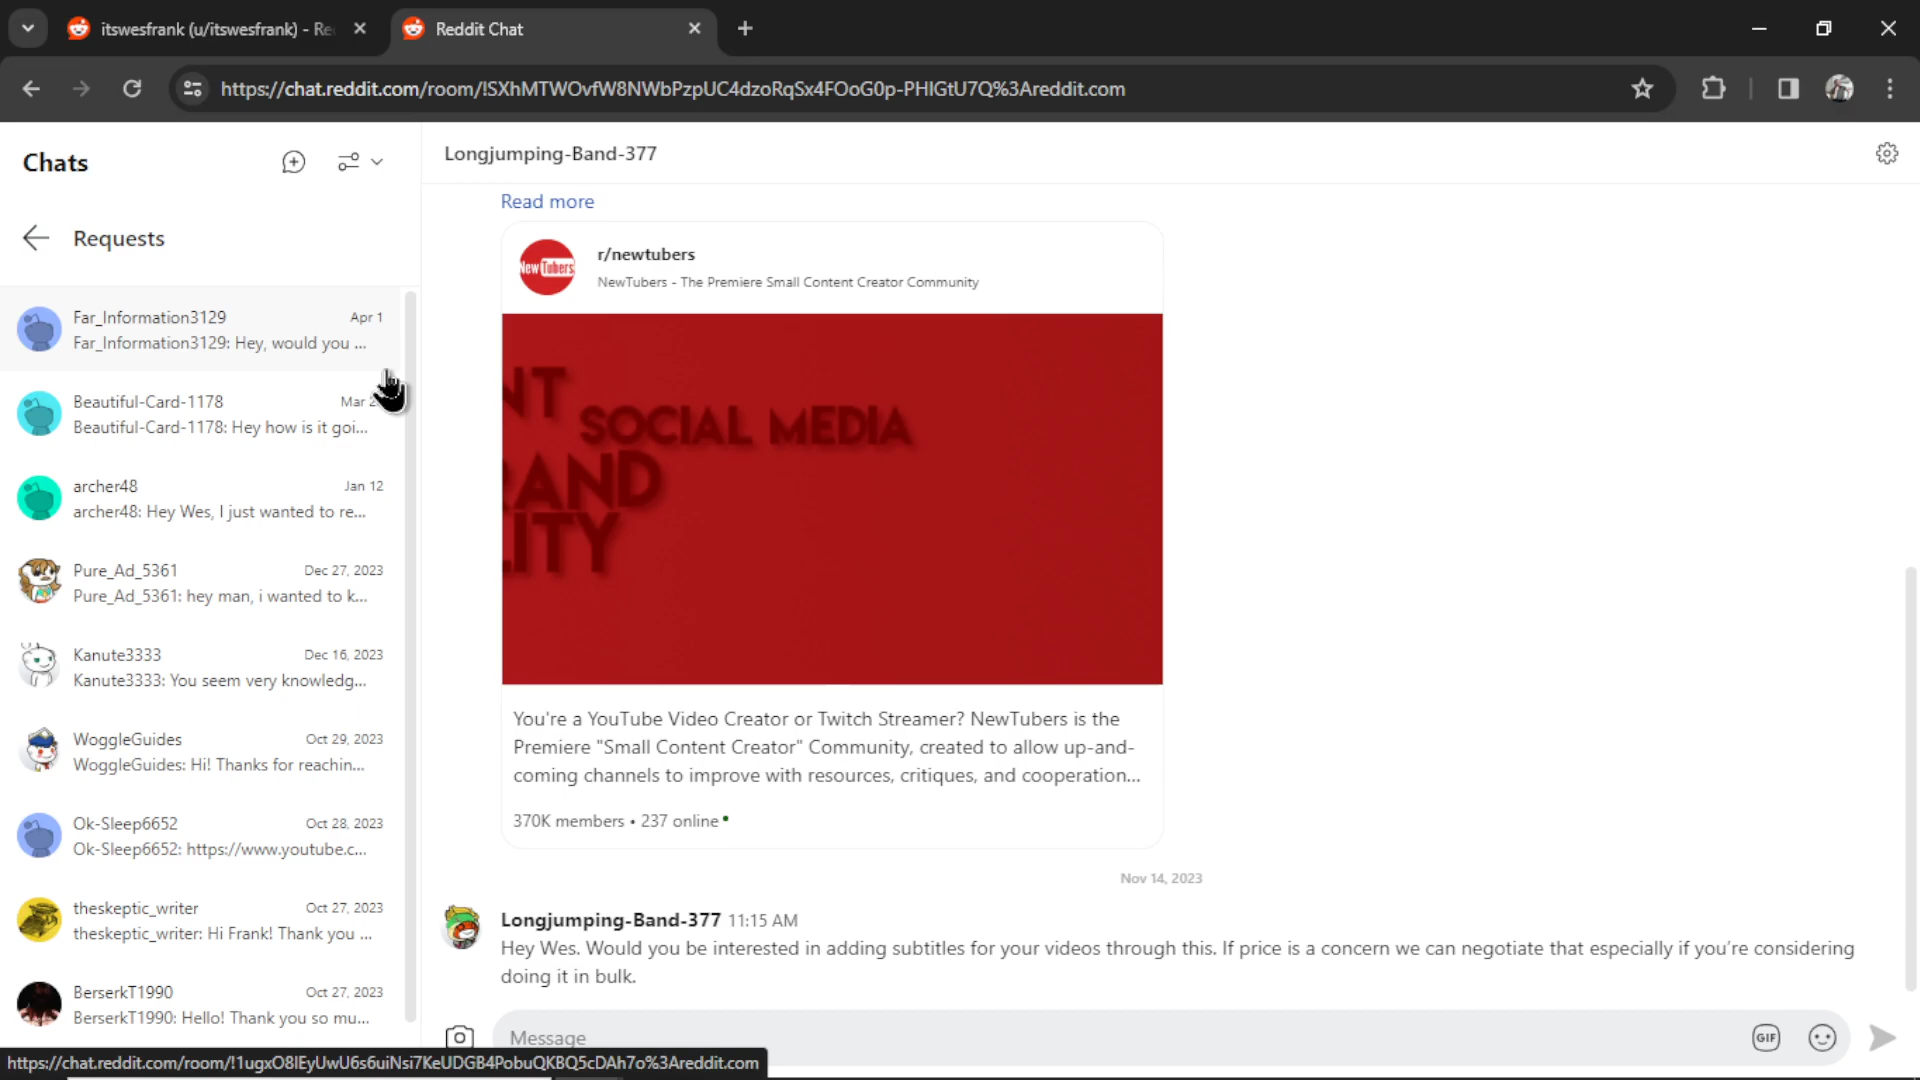 itswesfrank (u/itswesfrank) - Re
Reddit Chat
https://chat.reddit.com/room/!SXhMTWOvfW8NWbPzpUC4dzoRqSx4FOoG0p-PHlGtU7Q%3Areddit.com
Chats
Requests
Far_Information3129 Apr 1
Far_Information3129: Hey, would you ...
Beautiful-Card-1178 Mar 2
Beautiful-Card-1178: Hey how is it goi...
archer48 Jan 12
archer48: Hey Wes, I just wanted to re...
Pure_Ad_5361 Dec 27, 2023
Pure_Ad_5361: hey man, i wanted to k...
Kanute3333 Dec 16, 2023
Kanute3333: You seem very knowledg...
WoggleGuides Oct 29, 2023
WoggleGuides: Hi! Thanks for reachin...
Ok-Sleep6652 Oct 28, 2023
Ok-Sleep6652: https://www.youtube.c...
theskeptic_writer Oct 27, 2023
theskeptic_writer: Hi Frank! Thank you ...
BerserkT1990 Oct 27, 2023
BerserkT1990: Hello! Thank you so mu...
https://chat.reddit.com/room/!1ugxO8lEyUwU6s6uiNsi7KeUDGB4PobuQKBQ5cDAh7o%3Areddit.com
Longjumping-Band-377
Read more
New Tubers
r/newtubers
NewTubers - The Premiere Small Content Creator Community
NT
SOCIAL MEDIA
RAND
LITY
You're a YouTube Video Creator or Twitch Streamer? NewTubers is the
Premiere "Small Content Creator" Community, created to allow up-and-
coming channels to improve with resources, critiques, and cooperation...
370K members • 237 online
Nov 14, 2023
Longjumping-Band-377 11:15 AM
Hey Wes. Would you be interested in adding subtitles for your videos through this. If price is a concern we can negotiate that especially if you're considering
doing it in bulk.
Message
GIF